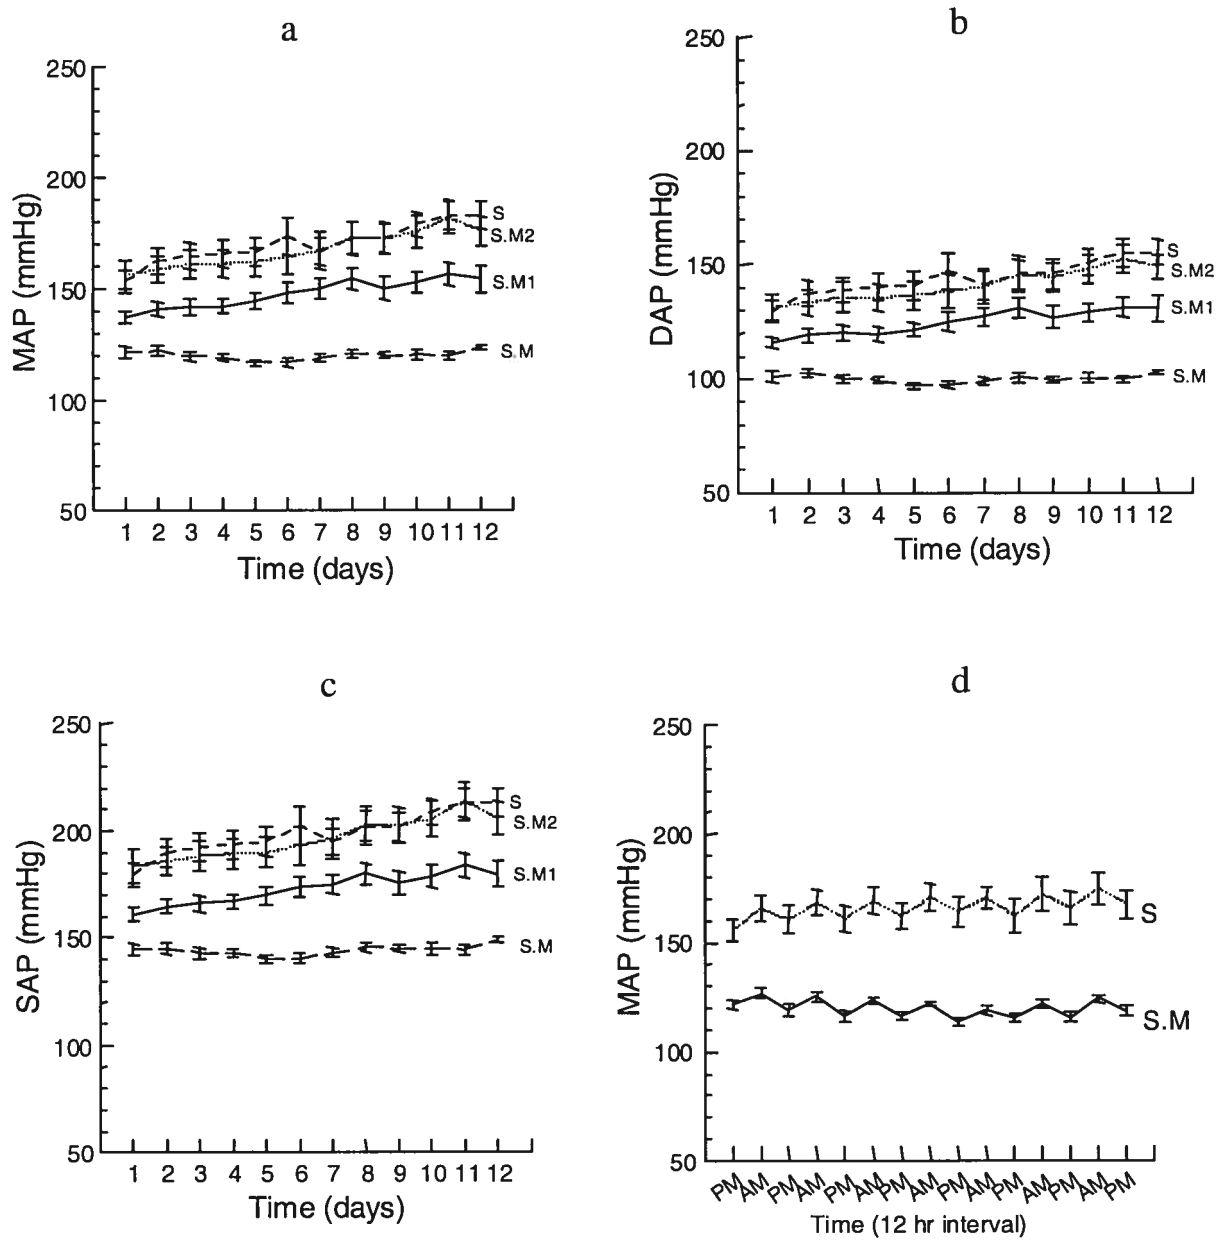 a
250
200
150
100
50
MAP (mmHg)
S
S.M2
S.M1
S.M
1 2 3 4 5 6 7 8 9 10 11 12
Time (days)
b
250
200
150
100
50
DAP (mmHg)
S
S.M2
S.M1
S.M
1 2 3 4 5 6 7 8 9 10 11 12
Time (days)
c
250
200
150
100
50
SAP (mmHg)
S
S.M2
S.M1
S.M
1 2 3 4 5 6 7 8 9 10 11 12
Time (days)
d
250
200
150
100
50
MAP (mmHg)
S
S.M
PM AM PM AM PM AM PM AM PM AM PM AM PM AM PM
Time (12 hr interval)